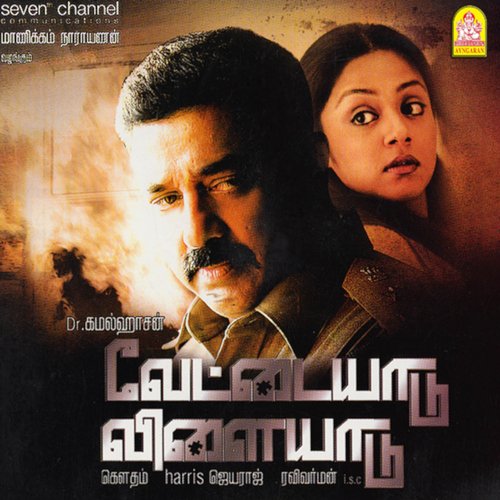 seven channel
communications
மாணிக்கம் நாராயணன்
வழங்கும்
AYNGARAN
Dr.கமல்ஹாசன்
வேட்டையாடு
விளையாடு
கௌதம் harris ஜெயராஜ் ரவிவர்மன் i.s.c